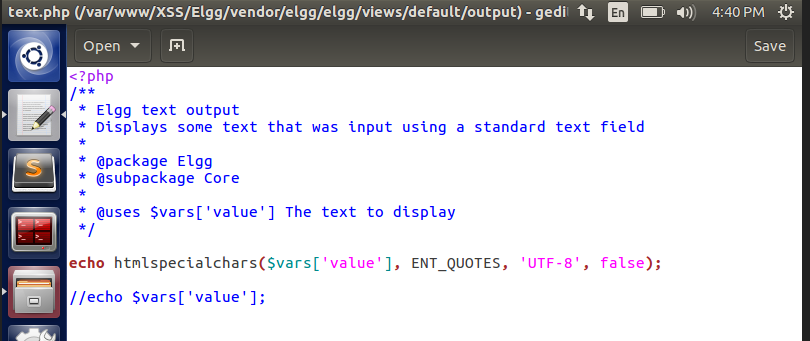 text.php (/var/www/XSS/Elgg/vendor/elgg/elgg/views/default/output) - gedi
En
4:40 PM
Open
Save
<?php
/**
 * Elgg text output
 * Displays some text that was input using a standard text field
 *
 * @package Elgg
 * @subpackage Core
 *
 * @uses $vars['value'] The text to display
 */
echo htmlspecialchars($vars['value'], ENT_QUOTES, 'UTF-8', false);
//echo $vars['value'];
S